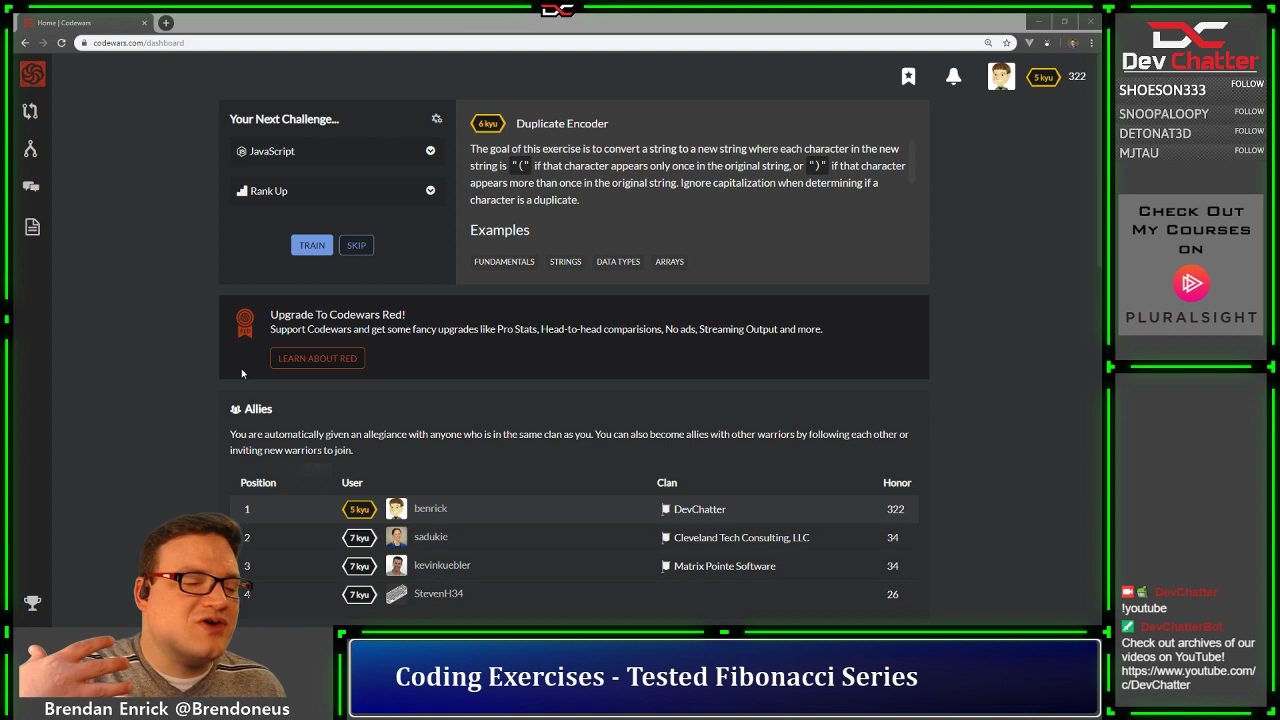 DC
Home | Codewars
codewars.com/dashboard
5 kyu
322
Your Next Challenge...
JavaScript
Rank Up
TRAIN
SKIP
6 kyu
Duplicate Encoder
The goal of this exercise is to convert a string to a new string where each character in the new
string is "(" if that character appears only once in the original string, or ")" if that character
appears more than once in the original string. Ignore capitalization when determining if a
character is a duplicate.
Examples
FUNDAMENTALS
STRINGS
DATA TYPES
ARRAYS
Upgrade To Codewars Red!
Support Codewars and get some fancy upgrades like Pro Stats, Head-to-head comparisions, No ads, Streaming Output and more.
LEARN ABOUT RED
Allies
You are automatically given an allegiance with anyone who is in the same clan as you. You can also become allies with other warriors by following each other or
inviting new warriors to join.
Position User Clan Honor
1 5 kyu benrick DevChatter 322
2 7 kyu sadukie Cleveland Tech Consulting, LLC 34
3 7 kyu kevinkuebler Matrix Pointe Software 34
4 7 kyu StevenH34 26
Brendan Enrick @Brendoneus
Coding Exercises - Tested Fibonacci Series
DC
Dev Chatter
SHOESON333 FOLLOW
SNOOPALOOPY FOLLOW
DETONAT3D FOLLOW
MJTAU FOLLOW
CHECK OUT
MY COURSES
ON
PLURALSIGHT
DevChatter
!youtube
DevChatterBot
Check out archives of our
videos on YouTube!
https://www.youtube.com/
c/DevChatter